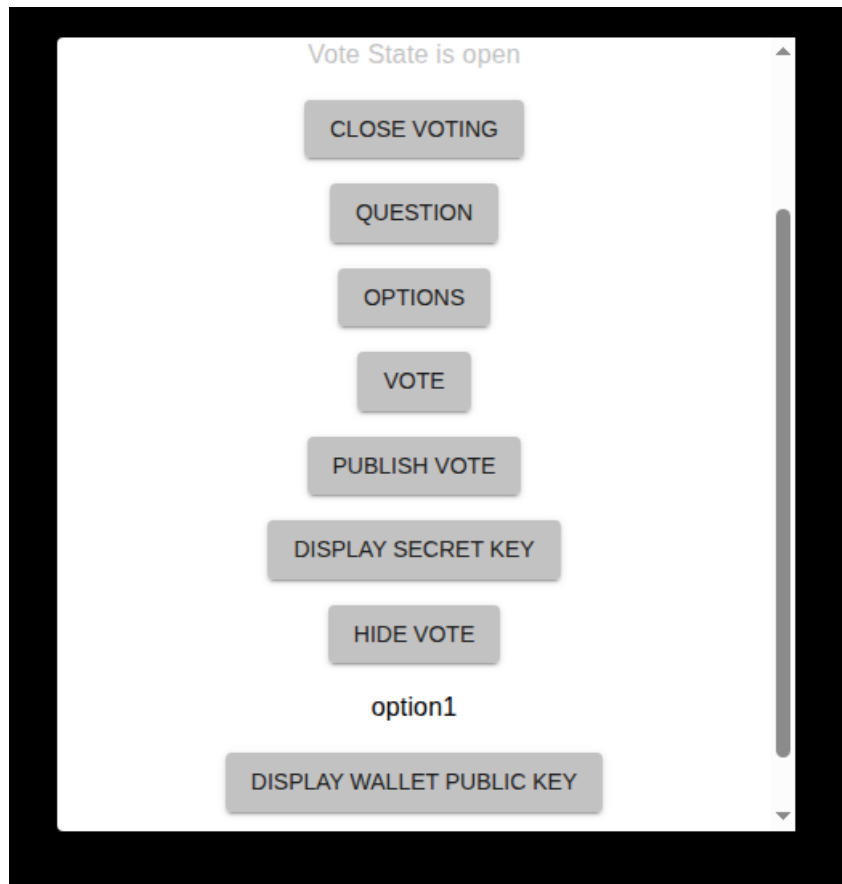 Vote State is open
CLOSE VOTING
QUESTION
OPTIONS
VOTE
PUBLISH VOTE
DISPLAY SECRET KEY
HIDE VOTE
option1
DISPLAY WALLET PUBLIC KEY